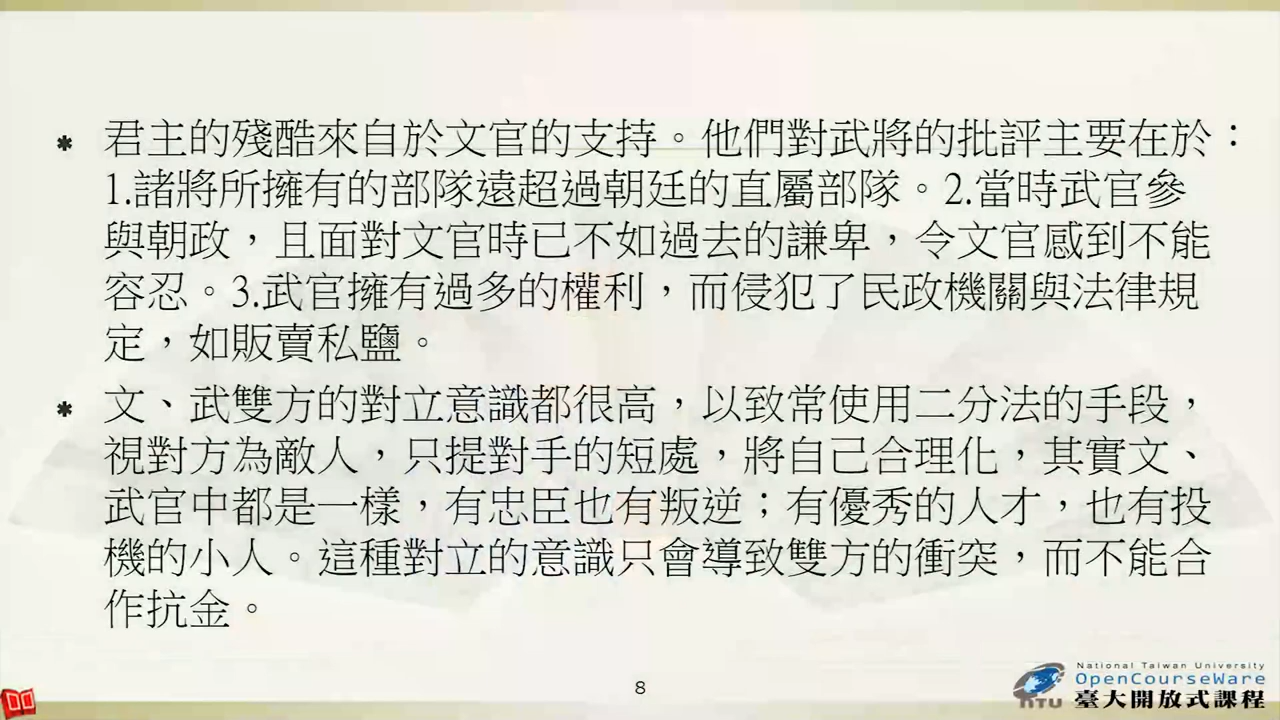 * 君主的殘酷來自於文官的支持。他們對武將的批評主要在於：
1.諸將所擁有的部隊遠超過朝廷的直屬部隊。2.當時武官參
與朝政，且面對文官時已不如過去的謙卑，令文官感到不能
容忍。3.武官擁有過多的權利，而侵犯了民政機關與法律規
定，如販賣私鹽。
* 文、武雙方的對立意識都很高，以致常使用二分法的手段，
視對方為敵人，只提對手的短處，將自己合理化，其實文、
武官中都是一樣，有忠臣也有叛逆；有優秀的人才，也有投
機的小人。這種對立的意識只會導致雙方的衝突，而不能合
作抗金。
8
National Taiwan University
OpenCourseWare
NTU 臺大開放式課程